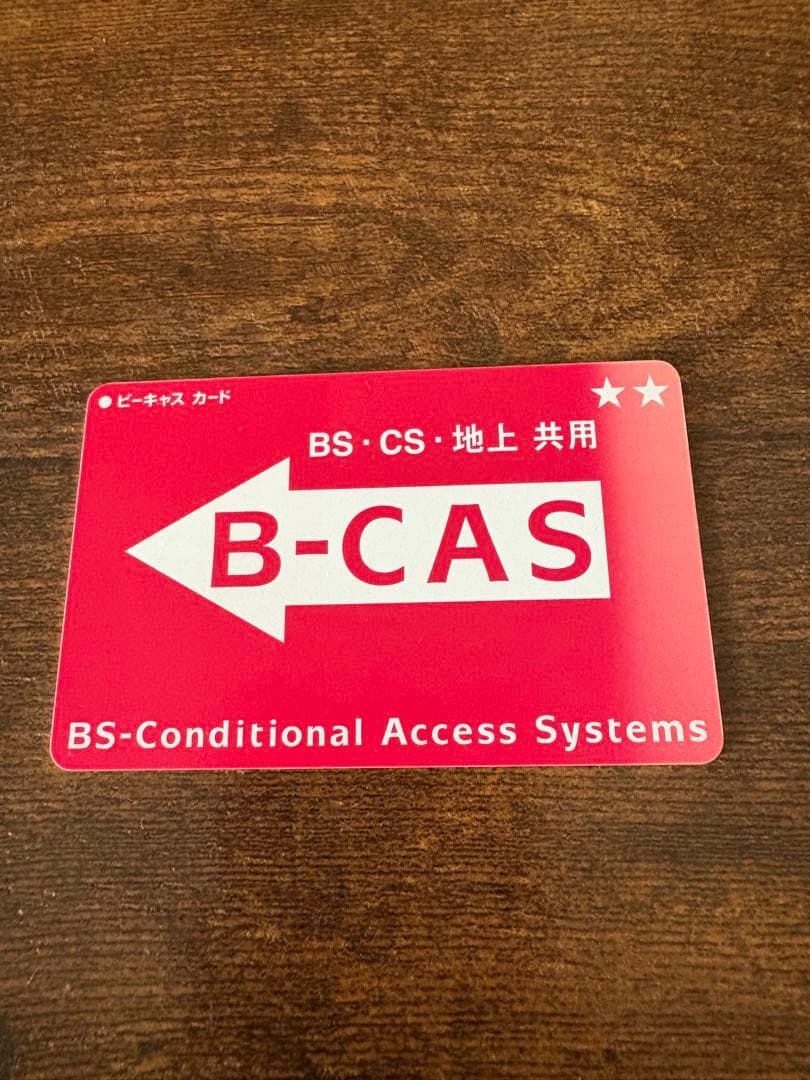 ●ビーキャス カード
★★
BS・CS・地上 共用
B-CAS
BS-Conditional Access Systems